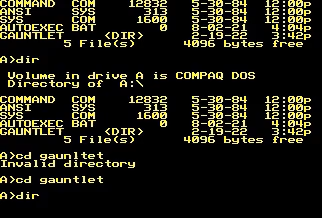 COMMAND  COM    12832   5-30-84  12:00p
ANSI     SYS      313   5-30-84  12:00p
SYS      COM     1600   5-30-84  12:00p
AUTOEXEC BAT        0   8-02-21   4:04p
GAUNTLET     <DIR>      2-19-22   3:42p
        5 File(s)      4096 bytes free
A>dir
Volume in drive A is COMPAQ DOS
Directory of  A:\
COMMAND  COM    12832   5-30-84  12:00p
ANSI     SYS      313   5-30-84  12:00p
SYS      COM     1600   5-30-84  12:00p
AUTOEXEC BAT        0   8-02-21   4:04p
GAUNTLET     <DIR>      2-19-22   3:42p
        5 File(s)      4096 bytes free
A>cd gaunltet
Invalid directory
A>cd gauntlet
A>dir